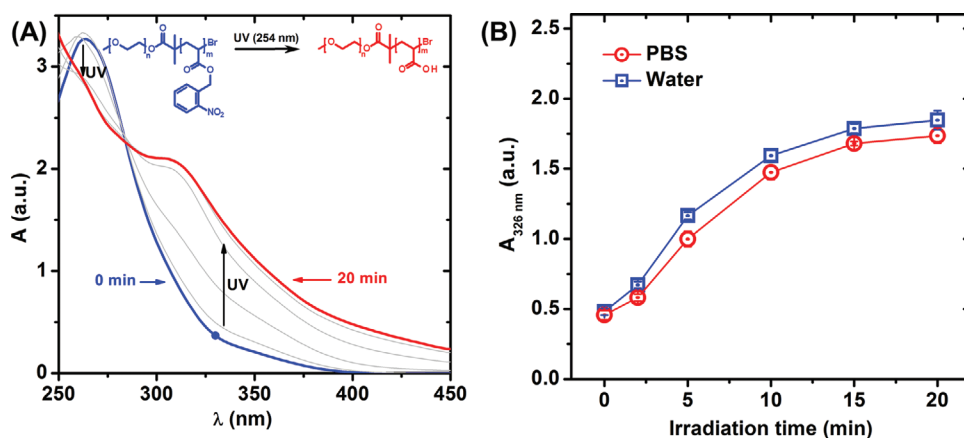 (A)
UV (254 nm)
O
O
n
O
Br
m
O
O
NO₂
O
O
n
O
Br
m
O
OH
UV
0 min
UV
20 min
A (a.u.)
3
2
1
0
250 300 350 400 450
λ (nm)
(B)
PBS
Water
A326 nm (a.u.)
2.5
2.0
1.5
1.0
0.5
0.0
0 5 10 15 20
Irradiation time (min)